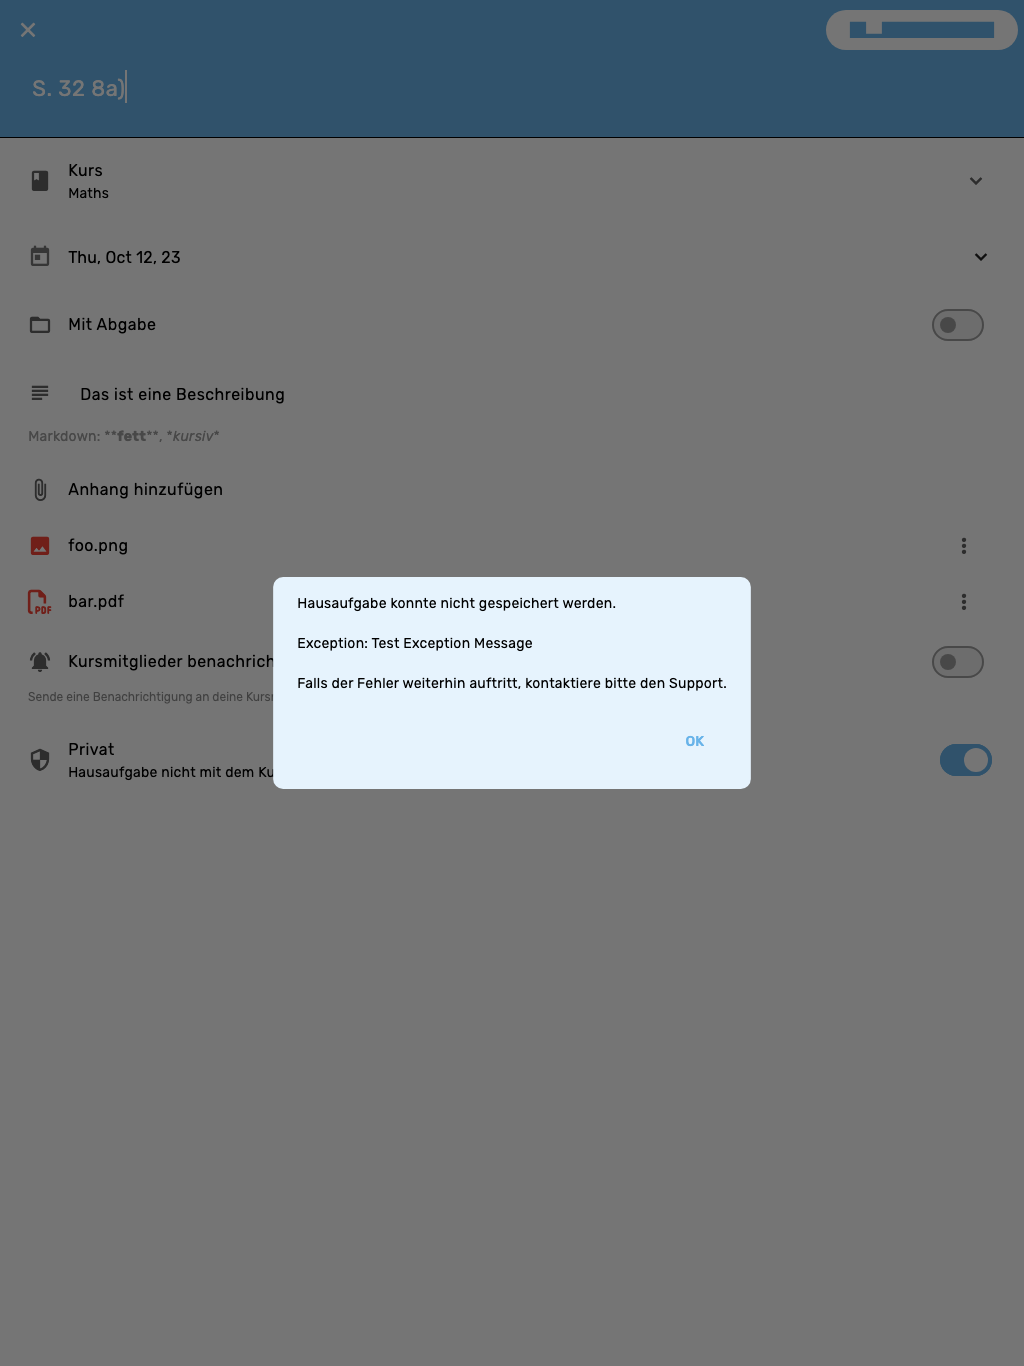 S. 32 8a)
Kurs
Maths
Thu, Oct 12, 23
Mit Abgabe
Das ist eine Beschreibung
Markdown: **fett**, *kursiv*
Anhang hinzufügen
foo.png
PDF
bar.pdf
Kursmitglieder benachrich
Sende eine Benachrichtigung an deine Kurs
Privat
Hausaufgabe nicht mit dem Ku
Hausaufgabe konnte nicht gespeichert werden.
Exception: Test Exception Message
Falls der Fehler weiterhin auftritt, kontaktiere bitte den Support.
OK